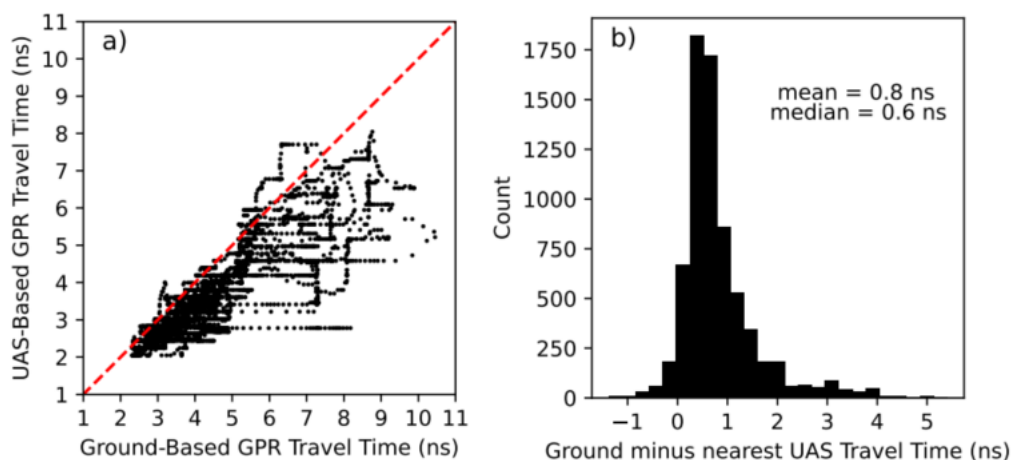 a)
UAS-Based GPR Travel Time (ns)
11
10
9
8
7
6
5
4
3
2
1
1 2 3 4 5 6 7 8 9 10 11
Ground-Based GPR Travel Time (ns)
b)
mean = 0.8 ns
median = 0.6 ns
Count
1750
1500
1250
1000
750
500
250
0
−1 0 1 2 3 4 5
Ground minus nearest UAS Travel Time (ns)